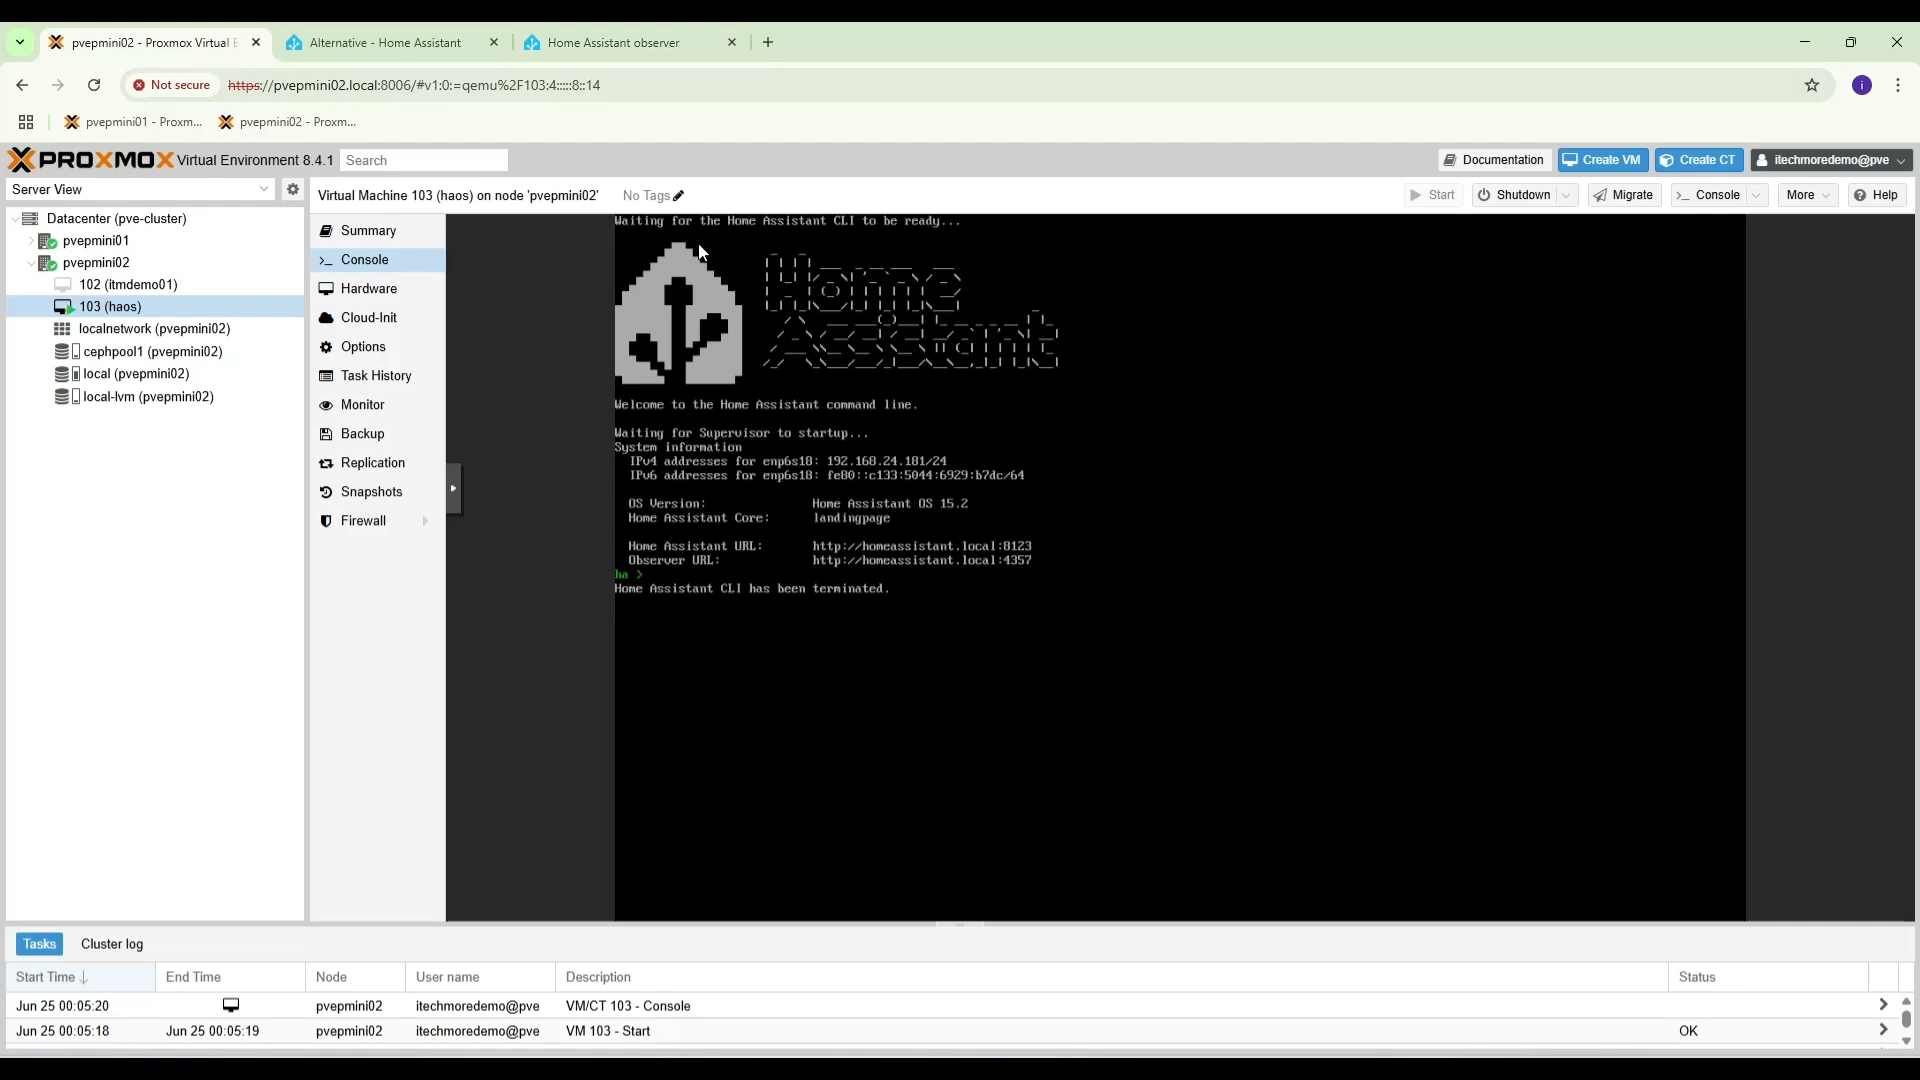 pvepmini02 - Proxmox Virtual E
Alternative - Home Assistant
Home Assistant observer
Not secure
https://pvepmini02.local:8006/#v1:0:=qemu%2F103:4:::::8::14
i
pvepmini01 - Proxm...
pvepmini02 - Proxm...
PROXMOX Virtual Environment 8.4.1
Search
Documentation
Create VM
Create CT
itechmoredemo@pve
Server View
Virtual Machine 103 (haos) on node 'pvepmini02'
No Tags
Start
Shutdown
Migrate
Console
More
Help
Datacenter (pve-cluster)
pvepmini01
pvepmini02
102 (itmdemo01)
103 (haos)
localnetwork (pvepmini02)
cephpool1 (pvepmini02)
local (pvepmini02)
local-lvm (pvepmini02)
Summary
Console
Hardware
Cloud-Init
Options
Task History
Monitor
Backup
Replication
Snapshots
Firewall
Waiting for the Home Assistant CLI to be ready...
Home
Assistant
Welcome to the Home Assistant command line.
Waiting for Supervisor to startup...
System information
IPv4 addresses for enp6s18: 192.168.24.181/24
IPv6 addresses for enp6s18: fe80::c133:5044:6929:b7dc/64
OS Version: Home Assistant OS 15.2
Home Assistant Core: landingpage
Home Assistant URL: http://homeassistant.local:8123
Observer URL: http://homeassistant.local:4357
ha >
Home Assistant CLI has been terminated.
Tasks
Cluster log
Start Time End Time Node User name Description Status
Jun 25 00:05:20 pvepmini02 itechmoredemo@pve VM/CT 103 - Console
Jun 25 00:05:18 Jun 25 00:05:19 pvepmini02 itechmoredemo@pve VM 103 - Start OK